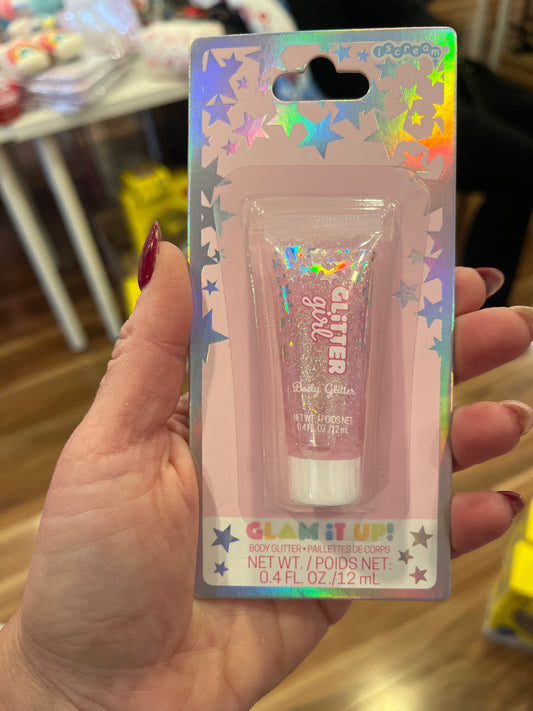 iscream
GLiTTER
girl
Body Glitter
NET WT. / POIDS NET:
0.4 FL. OZ./12 mL
GLAM iT UP!
BODY GLITTER • PAILLETTES DE CORPS
NET WT. / POIDS NET:
0.4 FL. OZ./12 mL